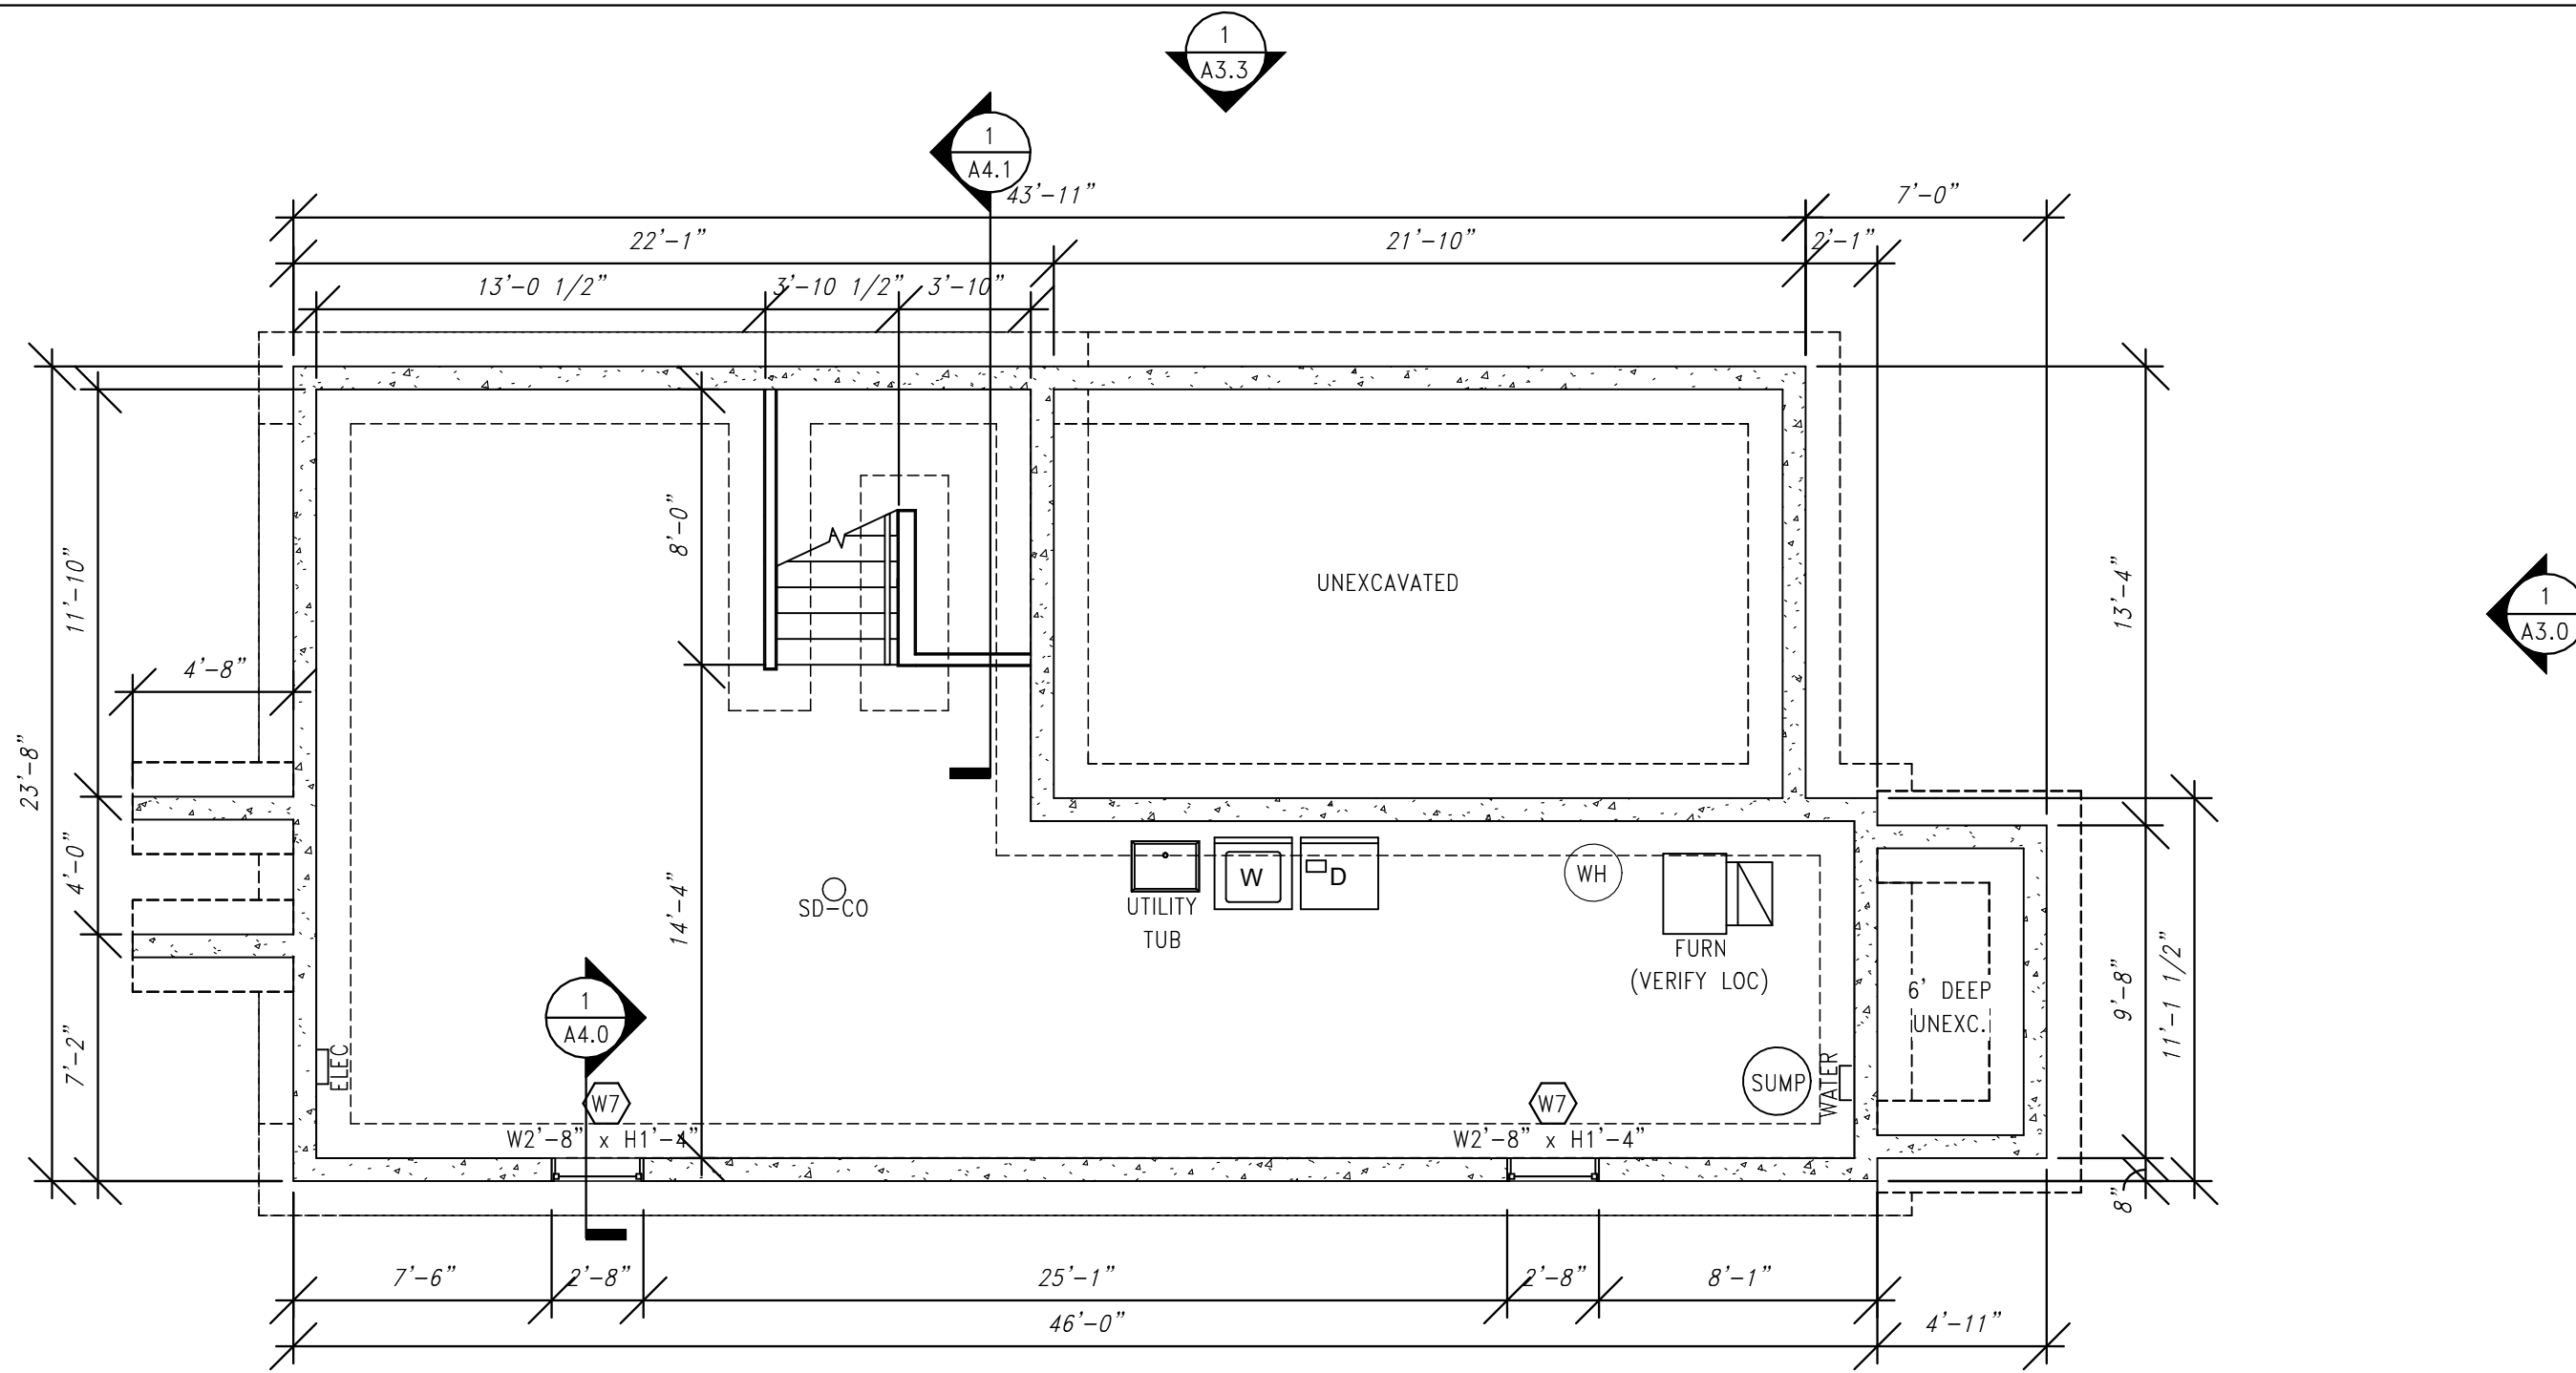 1
A3.3
1
A4.1
43'-11"
7'-0"
22'-1"
21'-10"
2'-1"
13'-0 1/2"
3'-10 1/2"
3'-10"
11'-10"
8'-0"
UNEXCAVATED
13'-4"
1
A3.0
4'-8"
23'-8"
4'-0"
14'-4"
SD-CO
UTILITY
TUB
W
D
WH
FURN
(VERIFY LOC)
6' DEEP
UNEXC.
9'-8"
11'-1 1/2"
1
A4.0
7'-2"
ELEC
W7
W2'-8" x H1'-4"
W7
W2'-8" x H1'-4"
SUMP
WATER
8"
7'-6"
2'-8"
25'-1"
2'-8"
8'-1"
46'-0"
4'-11"